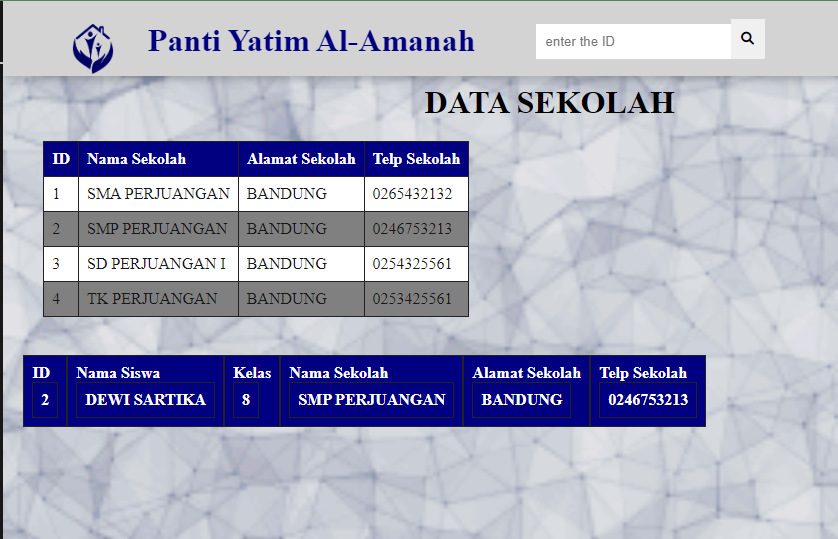 Panti Yatim Al-Amanah
enter the ID
DATA SEKOLAH
ID Nama Sekolah Alamat Sekolah Telp Sekolah
1 SMA PERJUANGAN BANDUNG 0265432132
2 SMP PERJUANGAN BANDUNG 0246753213
3 SD PERJUANGAN I BANDUNG 0254325561
4 TK PERJUANGAN BANDUNG 0253425561
ID Nama Siswa Kelas Nama Sekolah Alamat Sekolah Telp Sekolah
2 DEWI SARTIKA 8 SMP PERJUANGAN BANDUNG 0246753213